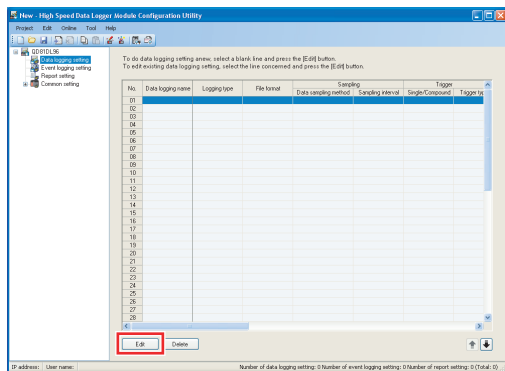 New - High Speed Data Logger Module Configuration Utility
Project Edit Online Tool Help
QD81DL96
Data logging setting
Event logging setting
Report setting
Common setting
To do data logging setting anew, select a blank line and press the [Edit] button.
To edit existing data logging setting, select the line concerned and press the [Edit] button.
No. Data logging name Logging type File format Sampling Trigger
Data sampling method Sampling interval Single/Compound Trigger typ
01
02
03
04
05
06
07
08
09
10
11
12
13
14
15
16
17
18
19
20
21
22
23
24
25
26
27
28
Edit Delete
IP address: User name: Number of data logging setting: 0 Number of event logging setting: 0 Number of report setting: 0 (Total: 0)